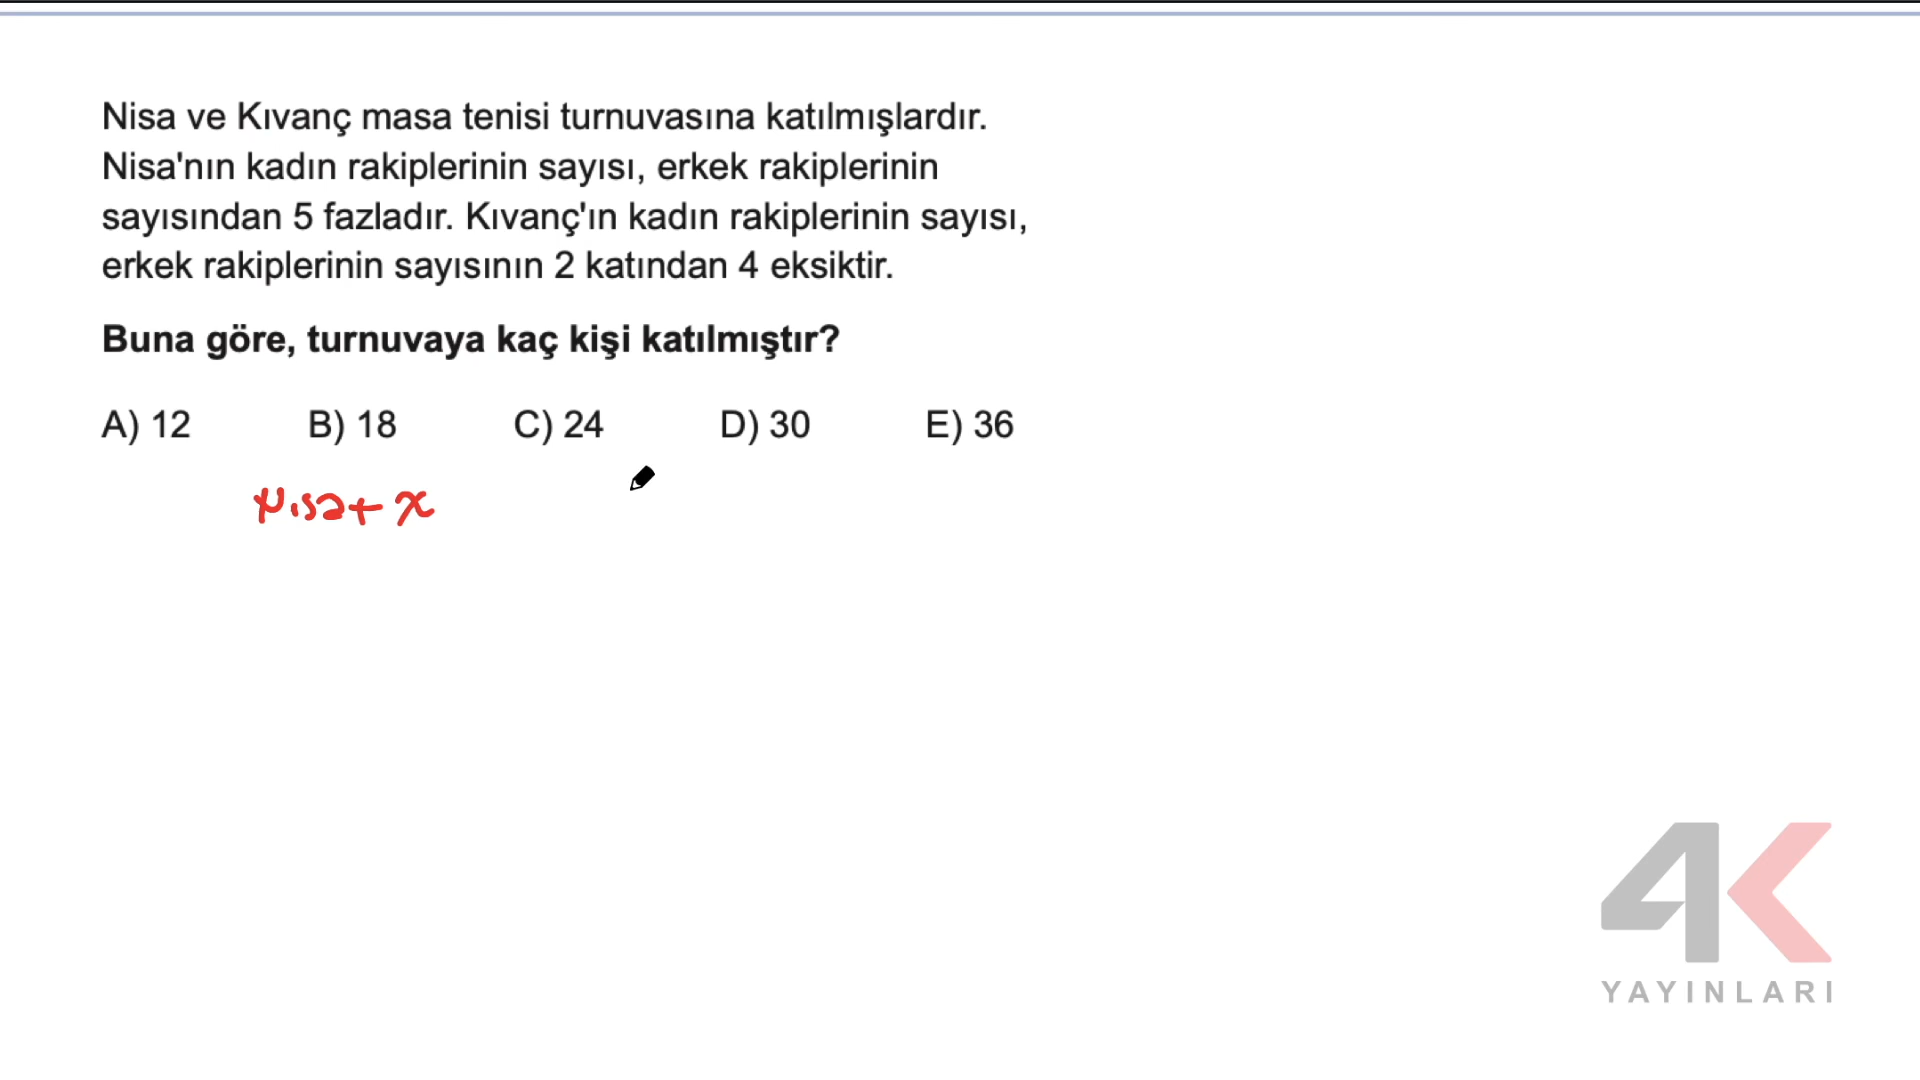 Nisa ve Kıvanç masa tenisi turnuvasına katılmışlardır.
Nisa'nın kadın rakiplerinin sayısı, erkek rakiplerinin
sayısından 5 fazladır. Kıvanç'ın kadın rakiplerinin sayısı,
erkek rakiplerinin sayısının 2 katından 4 eksiktir.
Buna göre, turnuvaya kaç kişi katılmıştır?
A) 12 B) 18 C) 24 D) 30 E) 36
Nisa+ x
4K
YAYINLARI